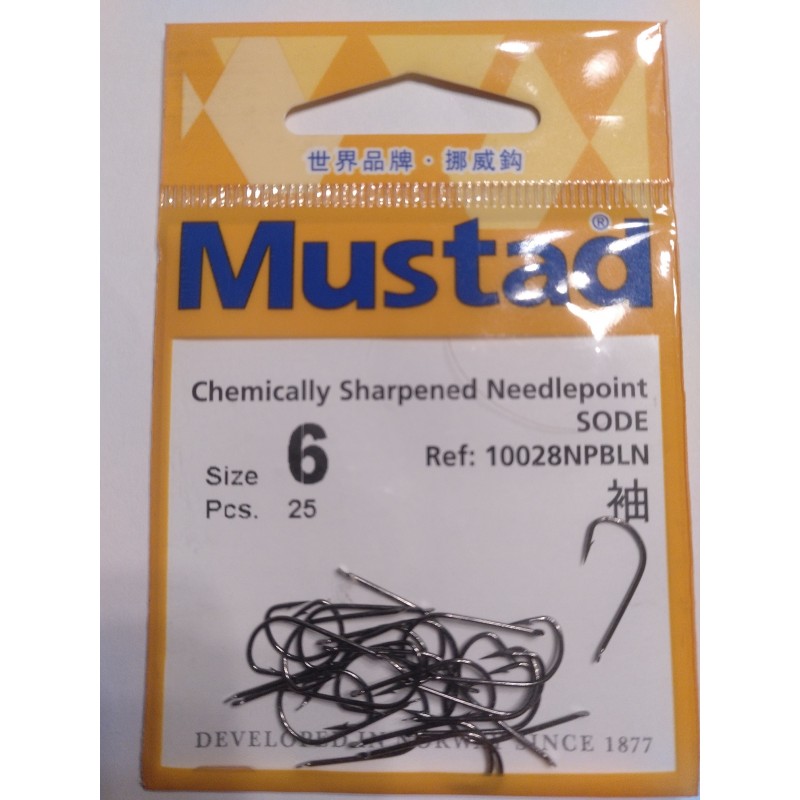 世界品牌·挪威鈎
Mustad®
Chemically Sharpened Needlepoint
SODE
Size 6 Ref: 10028NPBLN
Pcs. 25 袖
DEVELOPED IN NORWAY SINCE 1877